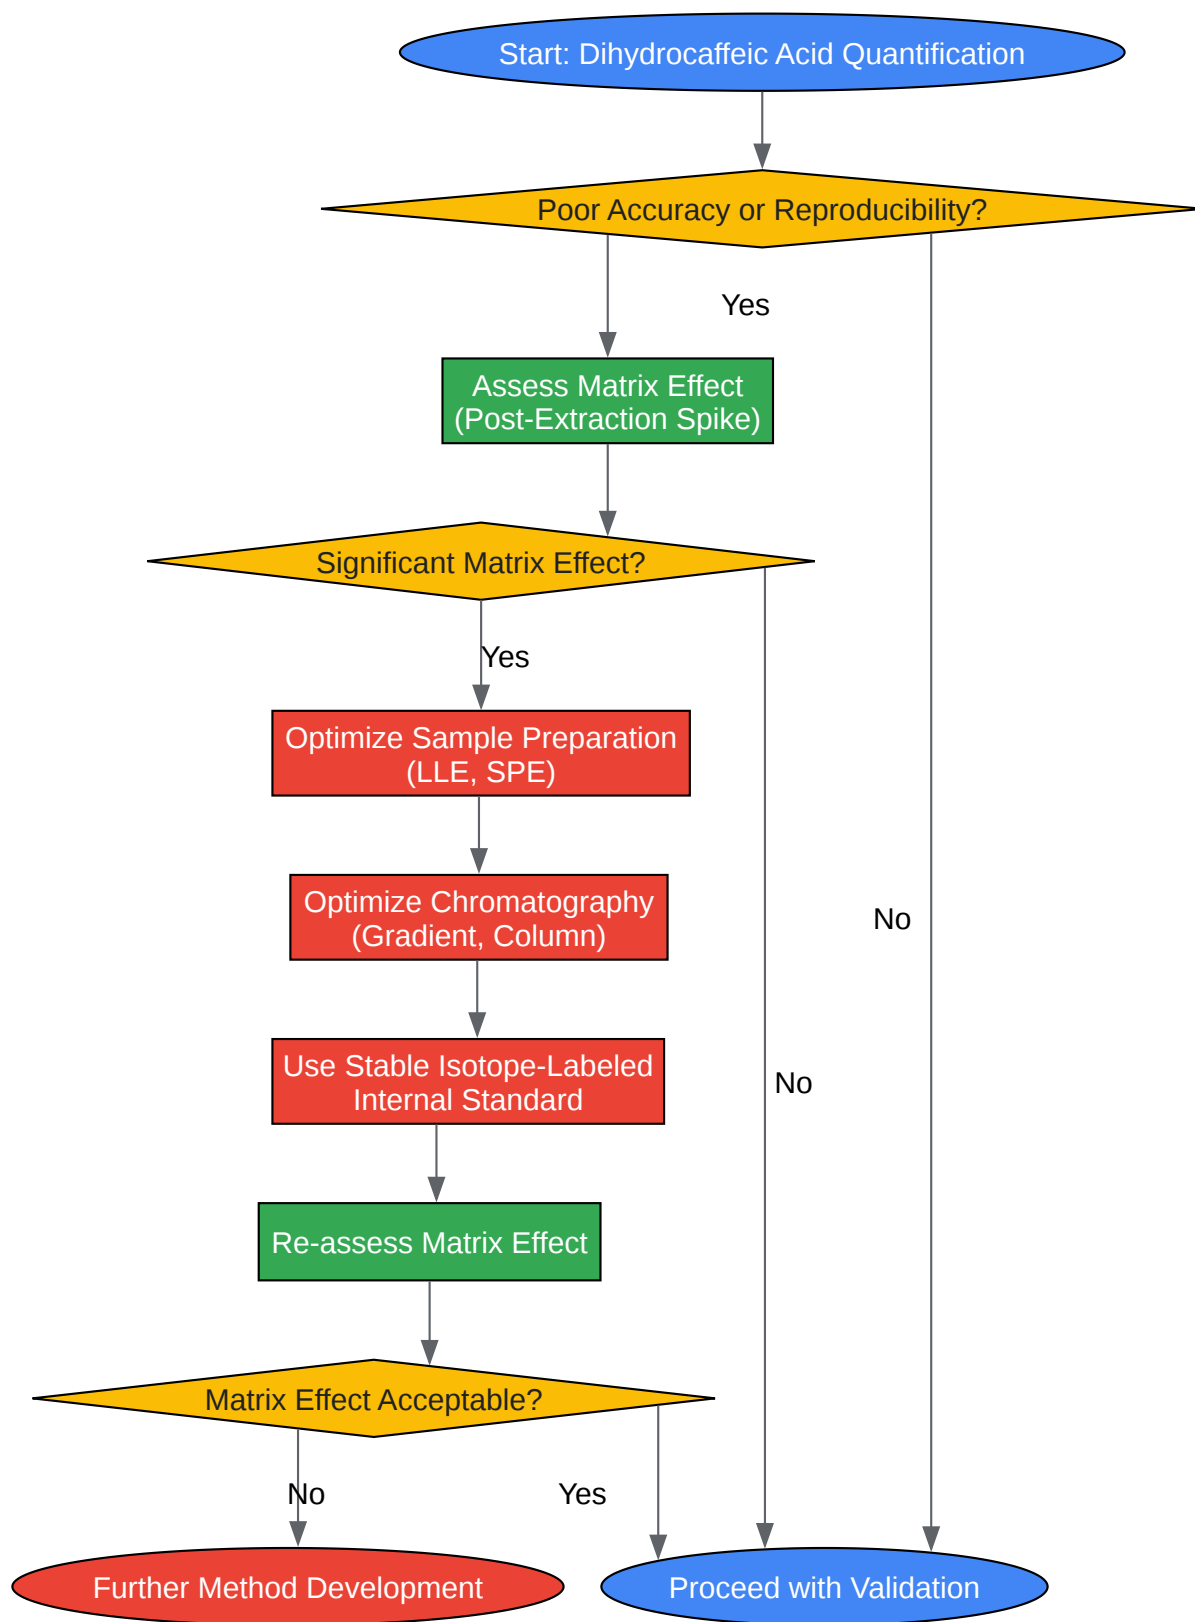 Start: Dihydrocaffeic Acid Quantification
Poor Accuracy or Reproducibility?
Yes
Assess Matrix Effect
(Post-Extraction Spike)
Significant Matrix Effect?
Yes
Optimize Sample Preparation
(LLE, SPE)
Optimize Chromatography
(Gradient, Column)
No
Use Stable Isotope-Labeled
Internal Standard
No
Re-assess Matrix Effect
Matrix Effect Acceptable?
No
Yes
Further Method Development
Proceed with Validation